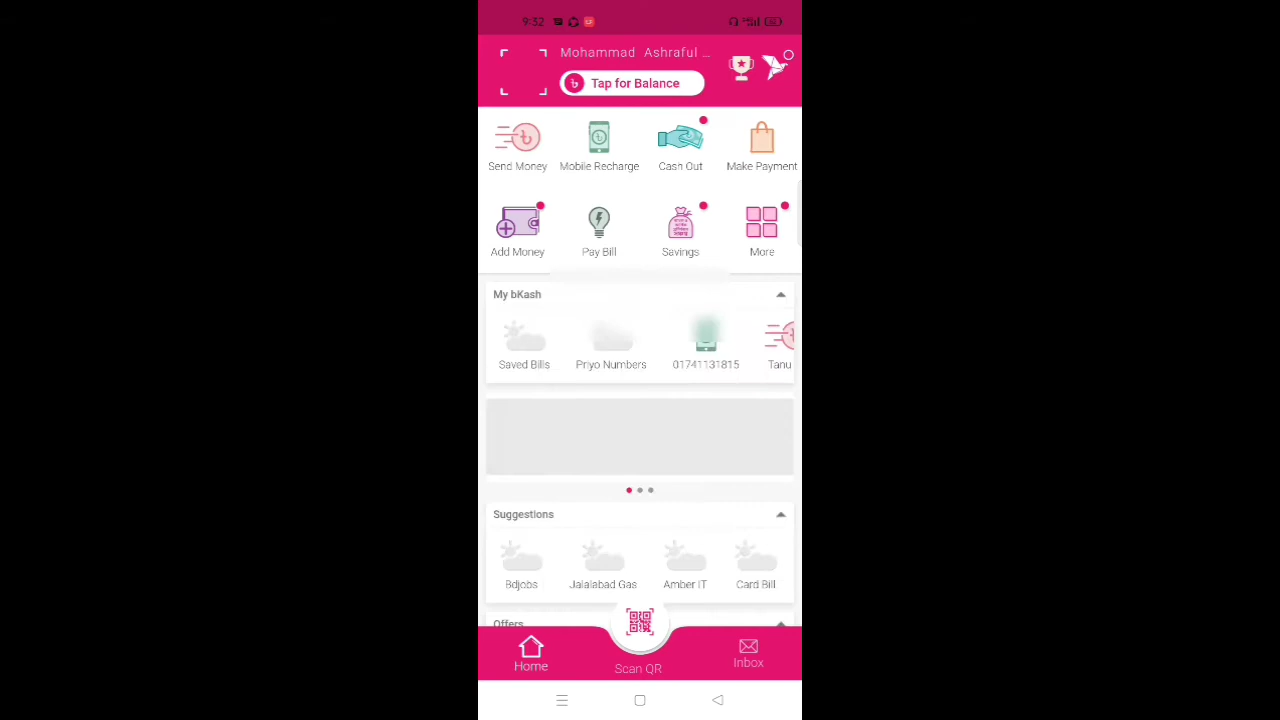 9:32
Mohammad Ashraful ...
Tap for Balance
Send Money Mobile Recharge Cash Out Make Payment
Add Money Pay Bill Savings More
My bKash
Saved Bills Priyo Numbers 01741131815 Tanu
Suggestions
Bdjobs Jalalabad Gas Amber IT Card Bill
Offers
Home Scan QR Inbox